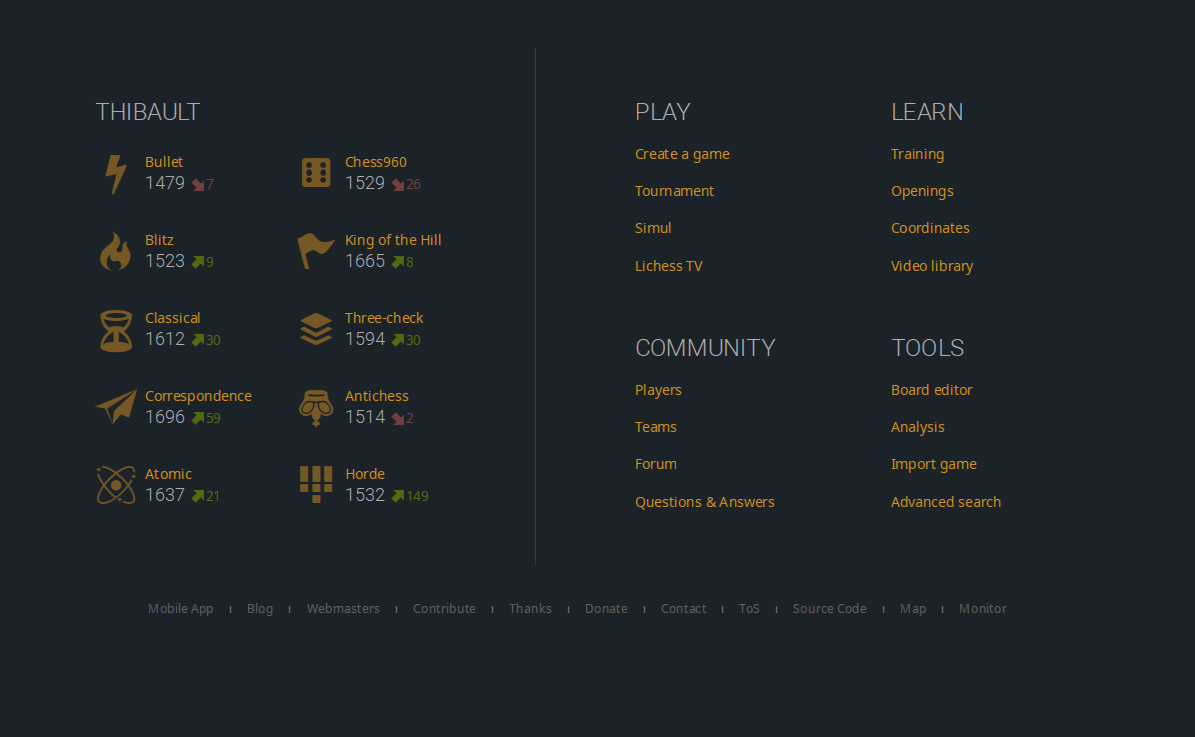 THIBAULT
Bullet
1479 7
Chess960
1529 26
Blitz
1523 9
King of the Hill
1665 8
Classical
1612 30
Three-check
1594 30
Correspondence
1696 59
Antichess
1514 2
Atomic
1637 21
Horde
1532 149
PLAY
Create a game
Tournament
Simul
Lichess TV
LEARN
Training
Openings
Coordinates
Video library
COMMUNITY
Players
Teams
Forum
Questions & Answers
TOOLS
Board editor
Analysis
Import game
Advanced search
Mobile App | Blog | Webmasters | Contribute | Thanks | Donate | Contact | ToS | Source Code | Map | Monitor